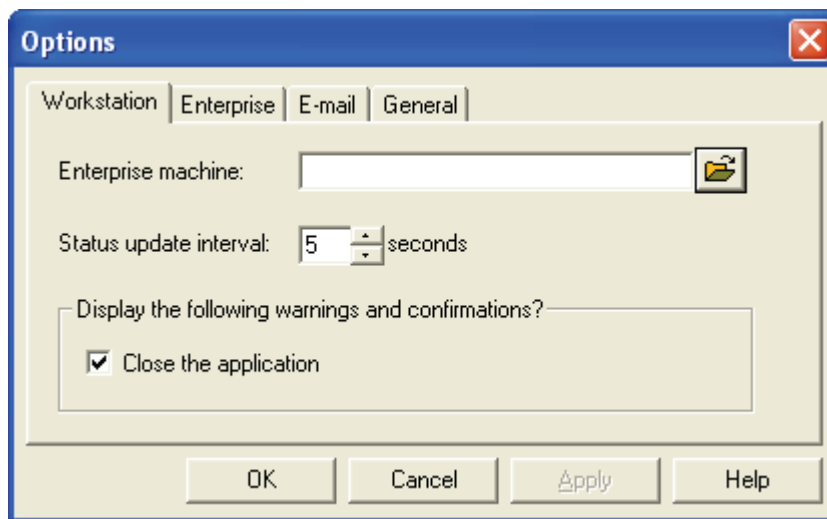 Options
Workstation Enterprise E-mail General
Enterprise machine:
Status update interval: 5 seconds
Display the following warnings and confirmations?
Close the application
OK Cancel Apply Help